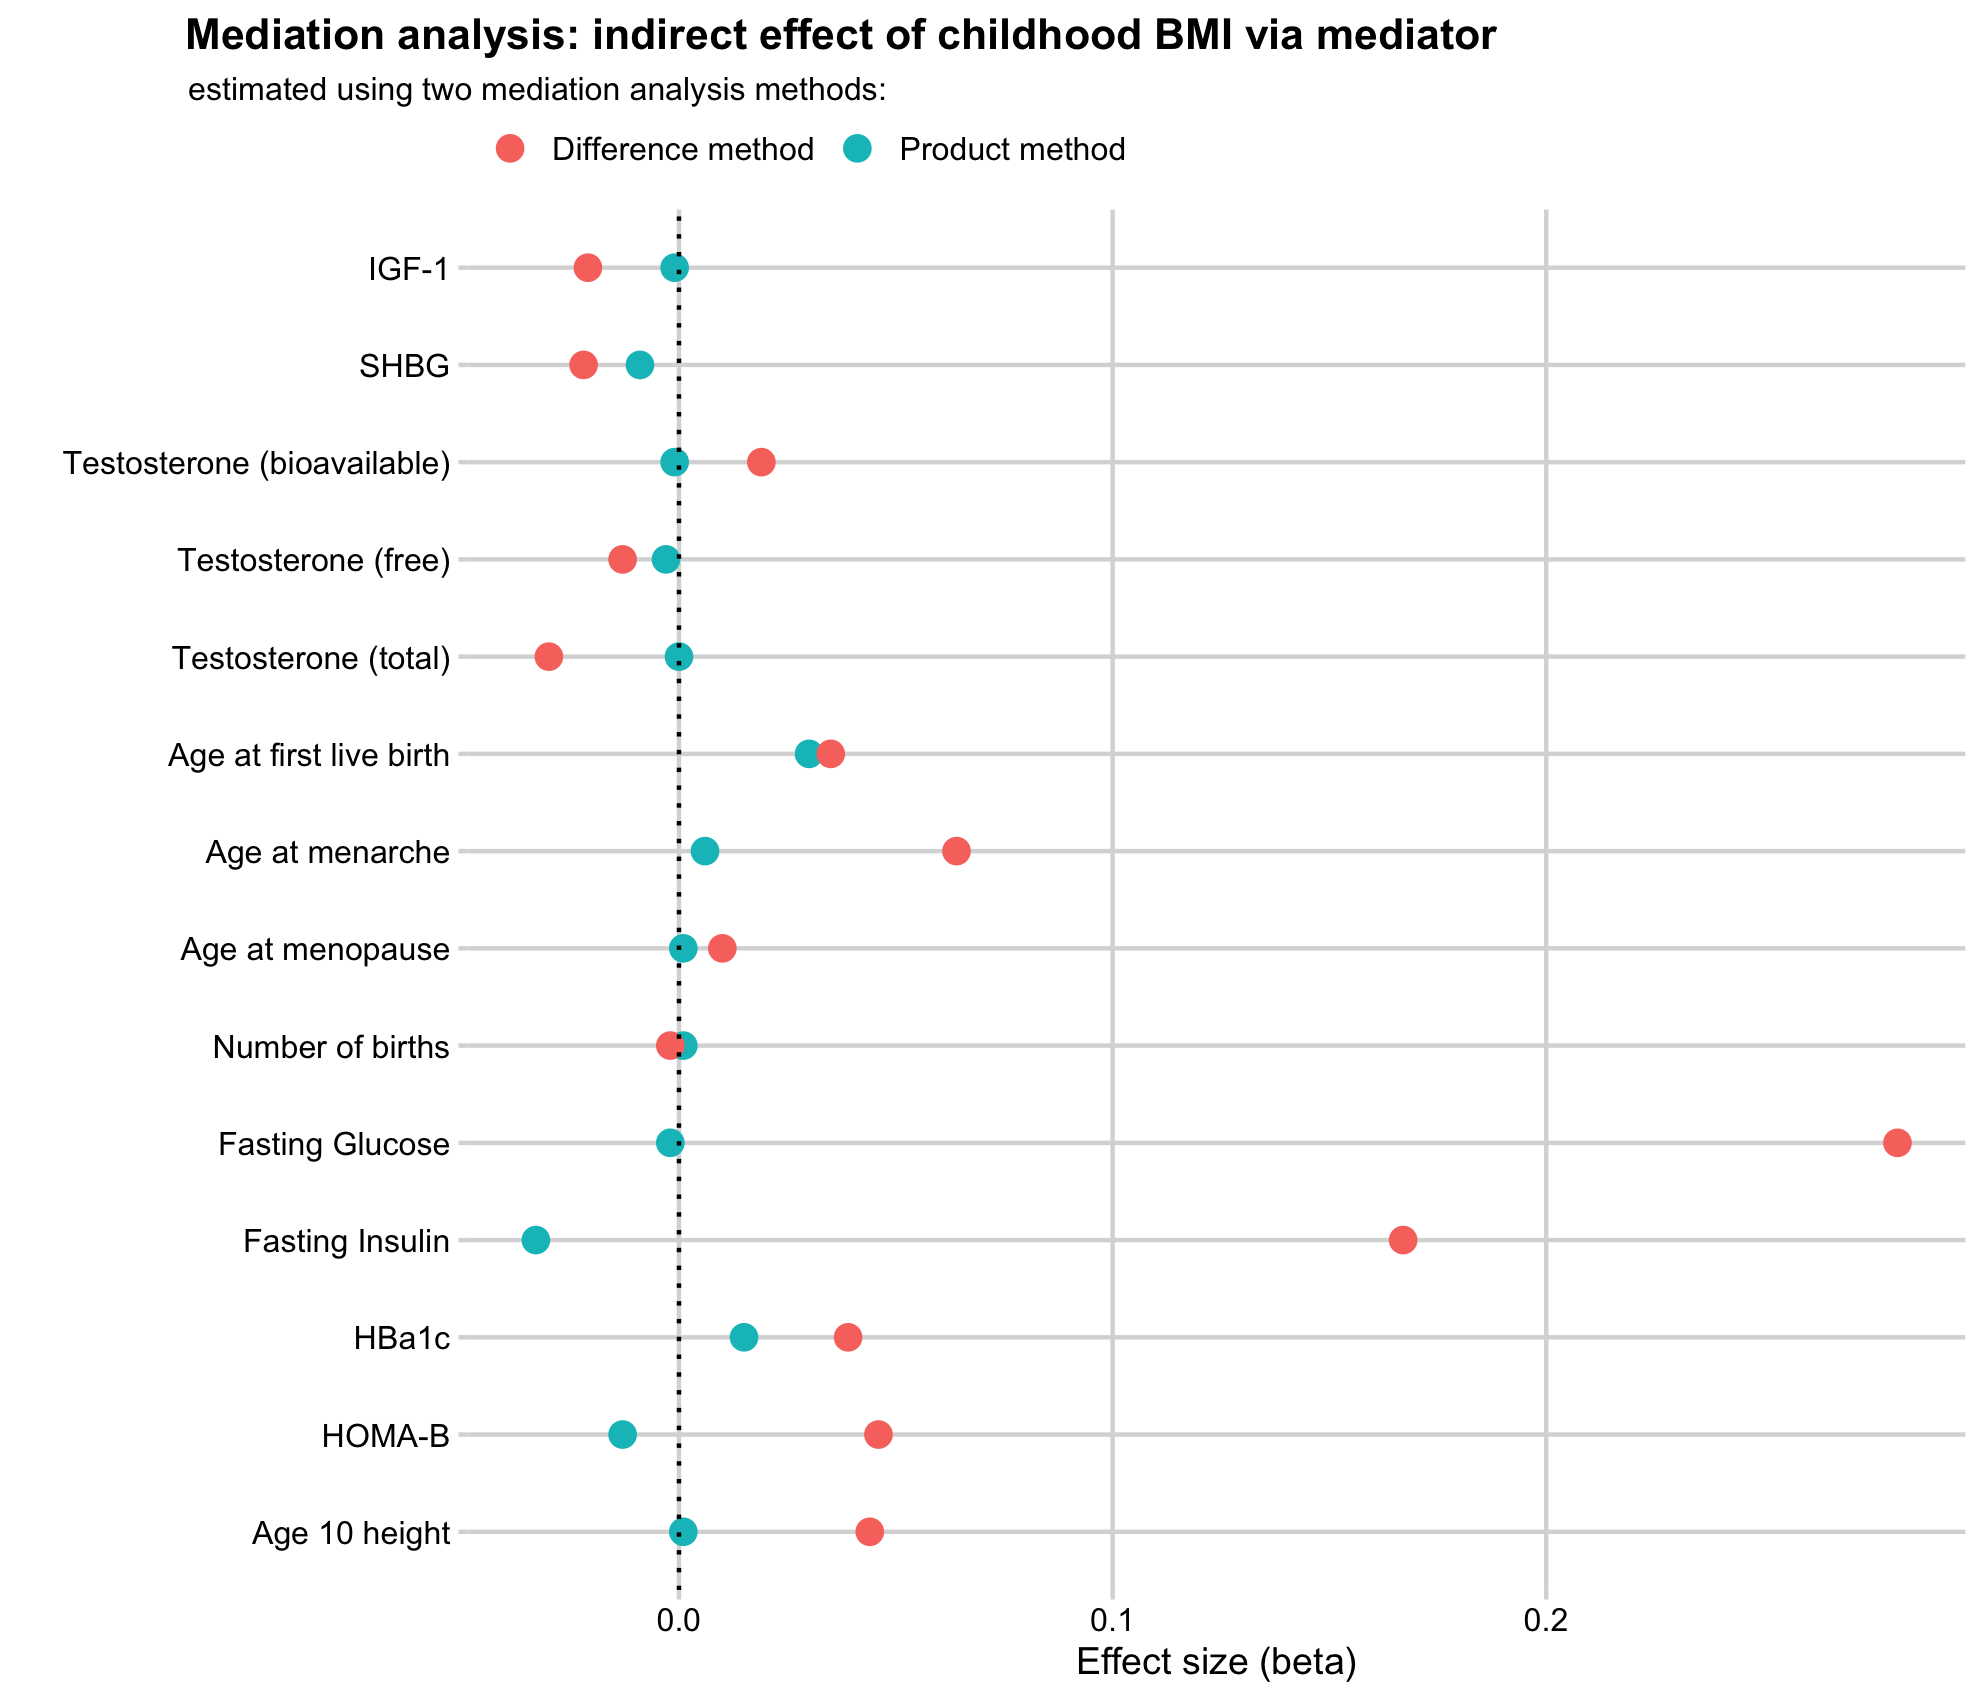 Mediation analysis: indirect effect of childhood BMI via mediator
estimated using two mediation analysis methods:
Difference method Product method
IGF-1
SHBG
Testosterone (bioavailable)
Testosterone (free)
Testosterone (total)
Age at first live birth
Age at menarche
Age at menopause
Number of births
Fasting Glucose
Fasting Insulin
HBa1c
HOMA-B
Age 10 height
0.0 0.1 0.2
Effect size (beta)